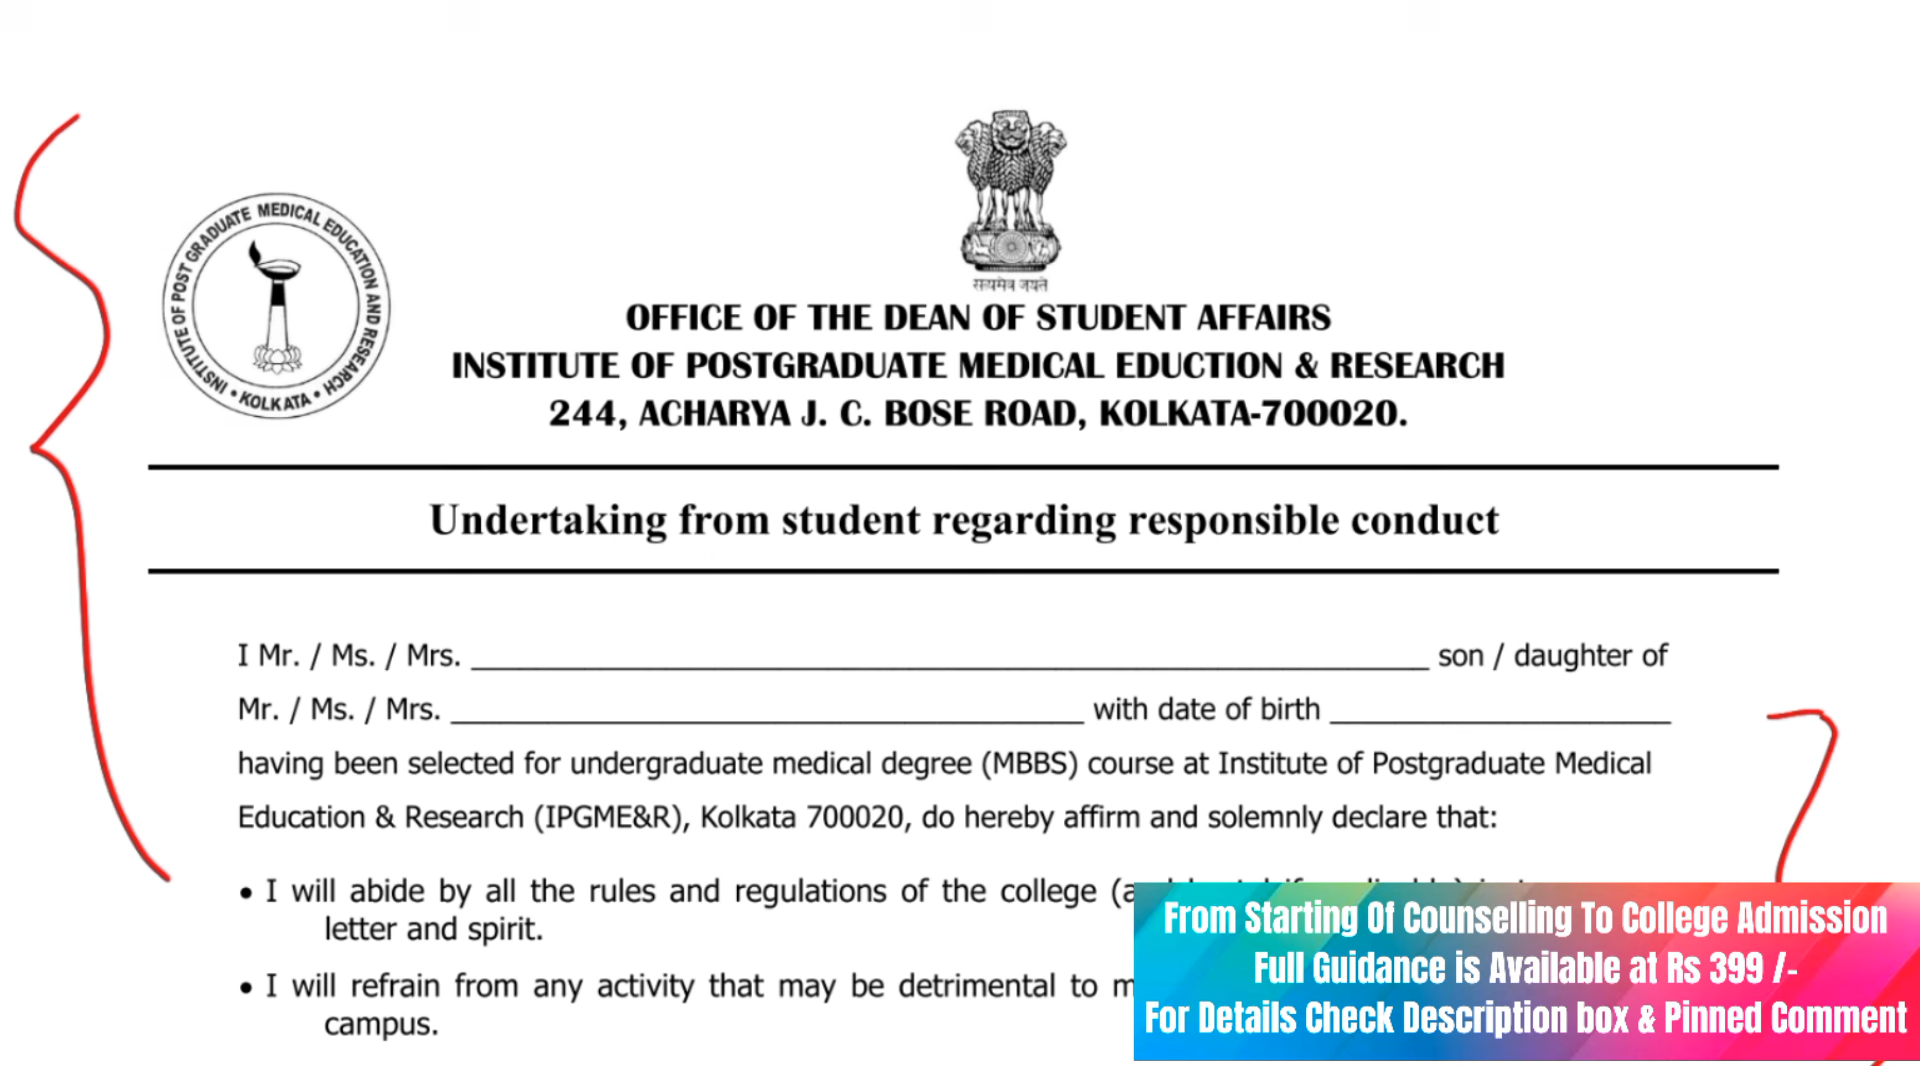 INSTITUTE OF POST GRADUATE MEDICAL EDUCATION AND RESEARCH • KOLKATA •
सत्यमेव जयते
OFFICE OF THE DEAN OF STUDENT AFFAIRS
INSTITUTE OF POSTGRADUATE MEDICAL EDUCTION & RESEARCH
244, ACHARYA J. C. BOSE ROAD, KOLKATA-700020.
Undertaking from student regarding responsible conduct
I Mr. / Ms. / Mrs. ____________________ son / daughter of
Mr. / Ms. / Mrs. ____________________ with date of birth ____________________
having been selected for undergraduate medical degree (MBBS) course at Institute of Postgraduate Medical
Education & Research (IPGME&R), Kolkata 700020, do hereby affirm and solemnly declare that:
• I will abide by all the rules and regulations of the college
letter and spirit.
• I will refrain from any activity that may be detrimental to
campus.
From Starting Of Counselling To College Admission
Full Guidance is Available at Rs 399 /-
For Details Check Description box & Pinned Comment